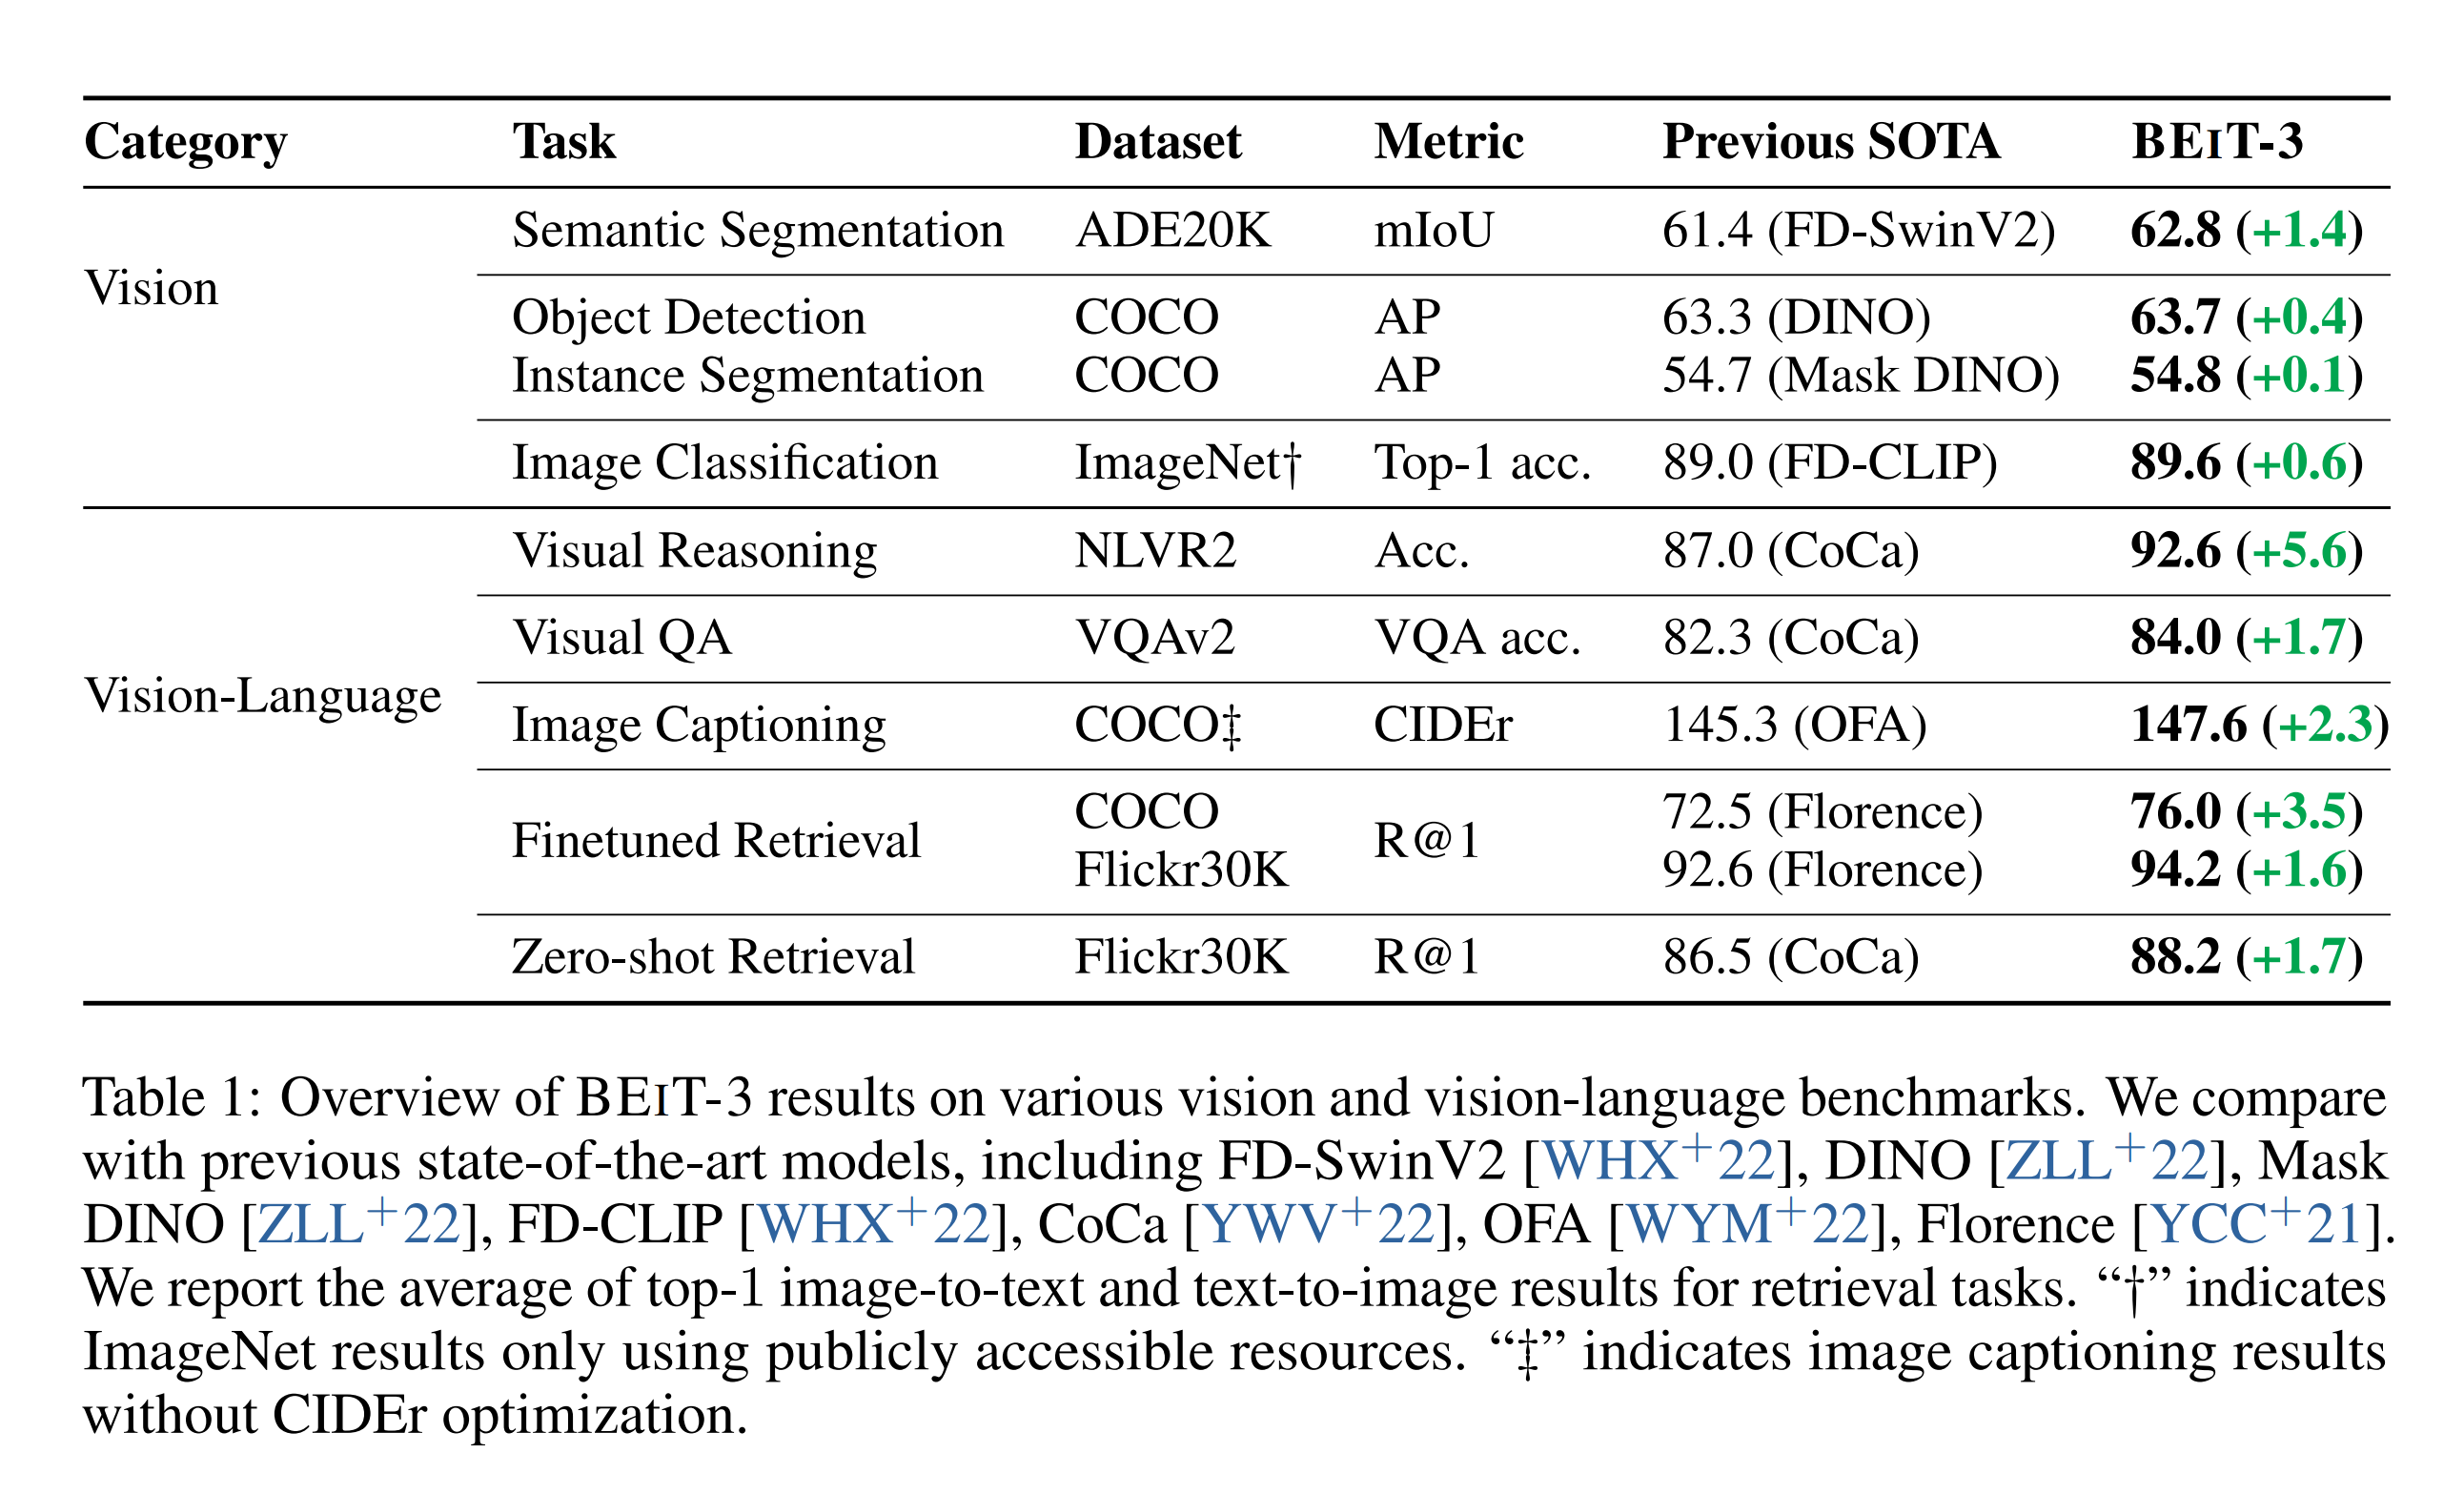 Category Task Dataset Metric Previous SOTA BEIT-3
Vision
Semantic Segmentation ADE20K mIoU 61.4 (FD-SwinV2) 62.8 (+1.4)
Object Detection COCO AP 63.3 (DINO) 63.7 (+0.4)
Instance Segmentation COCO AP 54.7 (Mask DINO) 54.8 (+0.1)
Image Classification ImageNet† Top-1 acc. 89.0 (FD-CLIP) 89.6 (+0.6)
Vision-Language
Visual Reasoning NLVR2 Acc. 87.0 (CoCa) 92.6 (+5.6)
Visual QA VQAv2 VQA acc. 82.3 (CoCa) 84.0 (+1.7)
Image Captioning COCO‡ CIDEr 145.3 (OFA) 147.6 (+2.3)
Finetuned Retrieval R@1
COCO 72.5 (Florence) 76.0 (+3.5)
Flickr30K 92.6 (Florence) 94.2 (+1.6)
Zero-shot Retrieval Flickr30K R@1 86.5 (CoCa) 88.2 (+1.7)
Table 1: Overview of BEIT-3 results on various vision and vision-language benchmarks. We compare
with previous state-of-the-art models, including FD-SwinV2 [WHX+22], DINO [ZLL+22], Mask
DINO [ZLL+22], FD-CLIP [WHX+22], CoCa [YWV+22], OFA [WYM+22], Florence [YCC+21].
We report the average of top-1 image-to-text and text-to-image results for retrieval tasks. “†” indicates
ImageNet results only using publicly accessible resources. “‡” indicates image captioning results
without CIDEr optimization.